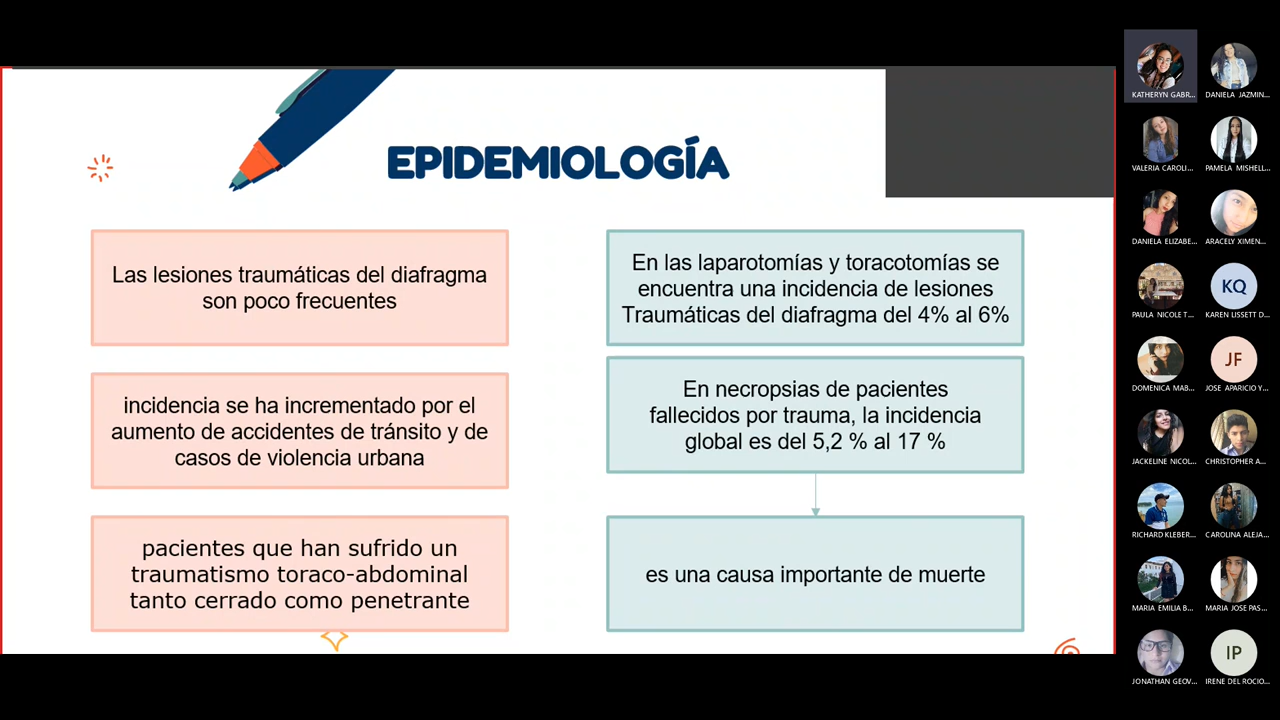 EPIDEMIOLOGÍA
Las lesiones traumáticas del diafragma
son poco frecuentes
incidencia se ha incrementado por el
aumento de accidentes de tránsito y de
casos de violencia urbana
pacientes que han sufrido un
traumatismo toraco-abdominal
tanto cerrado como penetrante
En las laparotomías y toracotomías se
encuentra una incidencia de lesiones
Traumáticas del diafragma del 4% al 6%
En necropsias de pacientes
fallecidos por trauma, la incidencia
global es del 5,2 % al 17 %
es una causa importante de muerte
KATHERYN GABR...
DANIELA JAZMIN...
VALERIA CAROLI...
PAMELA MISHELL...
DANIELA ELIZABE...
ARACELY XIMEN...
PAULA NICOLE T...
KQ
KAREN LISSETT D...
DOMENICA MAB...
JF
JOSE APARICIO Y...
JACKELINE NICOL...
CHRISTOPHER A...
RICHARD KLEBER...
CAROLINA ALEJA...
MARIA EMILIA B...
MARIA JOSE PAS...
JONATHAN GEOV...
IP
IRENE DEL ROCIO...